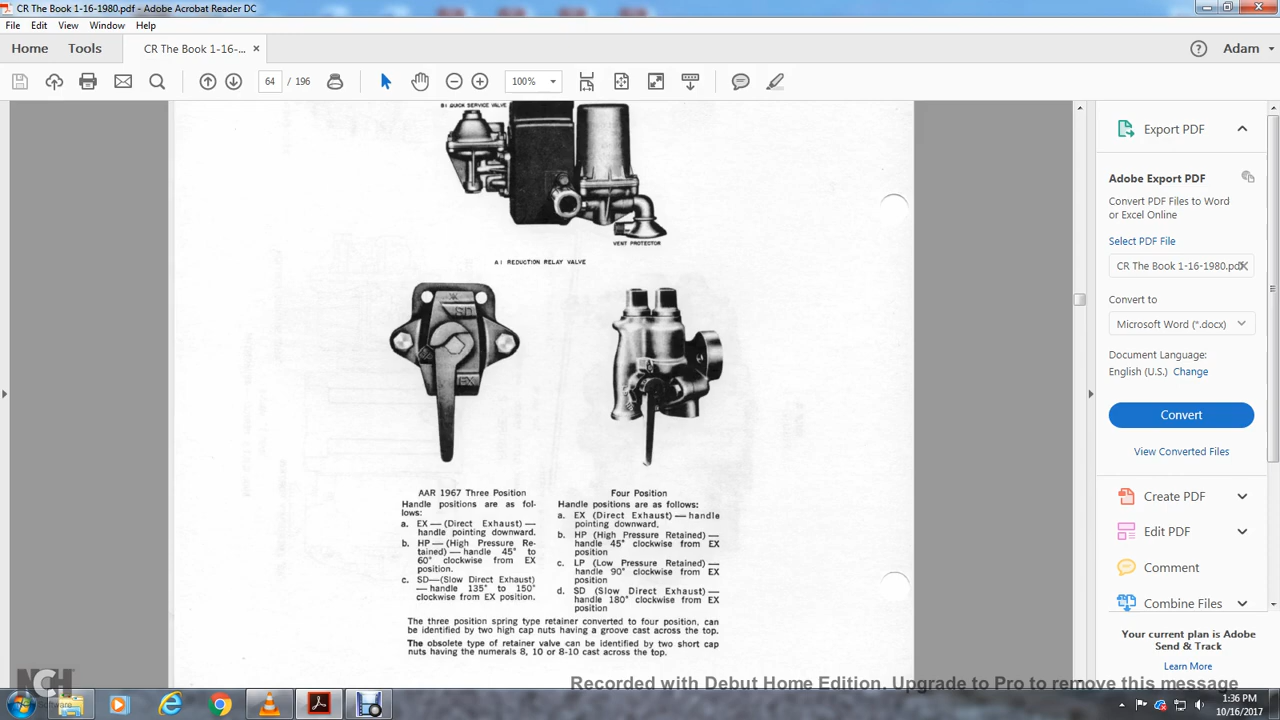 CR The Book 1-16-1980.pdf - Adobe Acrobat Reader DC
File Edit View Window Help
Home Tools CR The Book 1-16-... × Adam
64 / 196 100%
B1 QUICK SERVICE VALVE
VENT PROTECTOR
A1 REDUCTION RELAY VALVE
SD
EX
AAR 1967 Three Position
Handle positions are as fol-
lows:
a. EX — (Direct Exhaust) —
handle pointing downward.
b. HP — (High Pressure Re-
tained) — handle 45° to
60° clockwise from EX
position.
c. SD—(Slow Direct Exhaust)
— handle 135° to 150°
clockwise from EX position.
Four Position
Handle positions are as follows:
a. EX (Direct Exhaust) — handle
pointing downward.
b. HP (High Pressure Retained) —
handle 45° clockwise from EX
position
c. LP (Low Pressure Retained) —
handle 90° clockwise from EX
position
d. SD (Slow Direct Exhaust) —
handle 180° clockwise from EX
position
The three position spring type retainer converted to four position, can
be identified by two high cap nuts having a groove cast across the top.
The obsolete type of retainer valve can be identified by two short cap
nuts having the numerals 8, 10 or 8-10 cast across the top.
Export PDF
Adobe Export PDF
Convert PDF Files to Word
or Excel Online
Select PDF File
CR The Book 1-16-1980.pdf
Convert to
Microsoft Word (*.docx)
Document Language:
English (U.S.) Change
Convert
View Converted Files
Create PDF
Edit PDF
Comment
Combine Files
Your current plan is Adobe
Send & Track
Learn More
NCH
Recorded with Debut Home Edition. Upgrade to Pro to remove this message
1:36 PM
10/16/2017